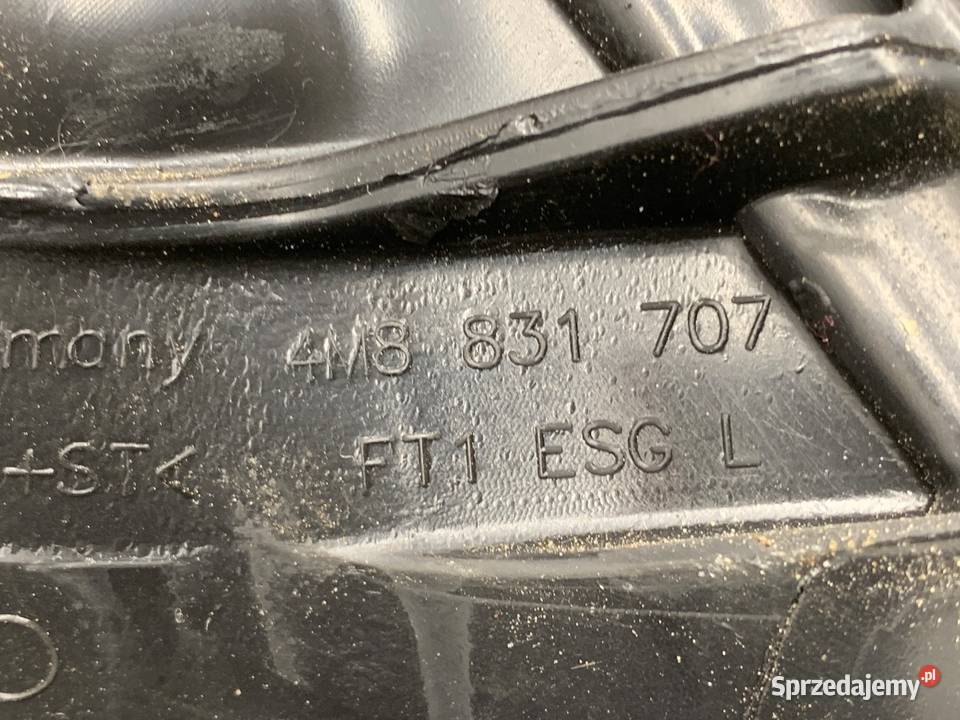 many 4M8 831 707
+ST< FT1 ESG L
Sprzedajemy.pl